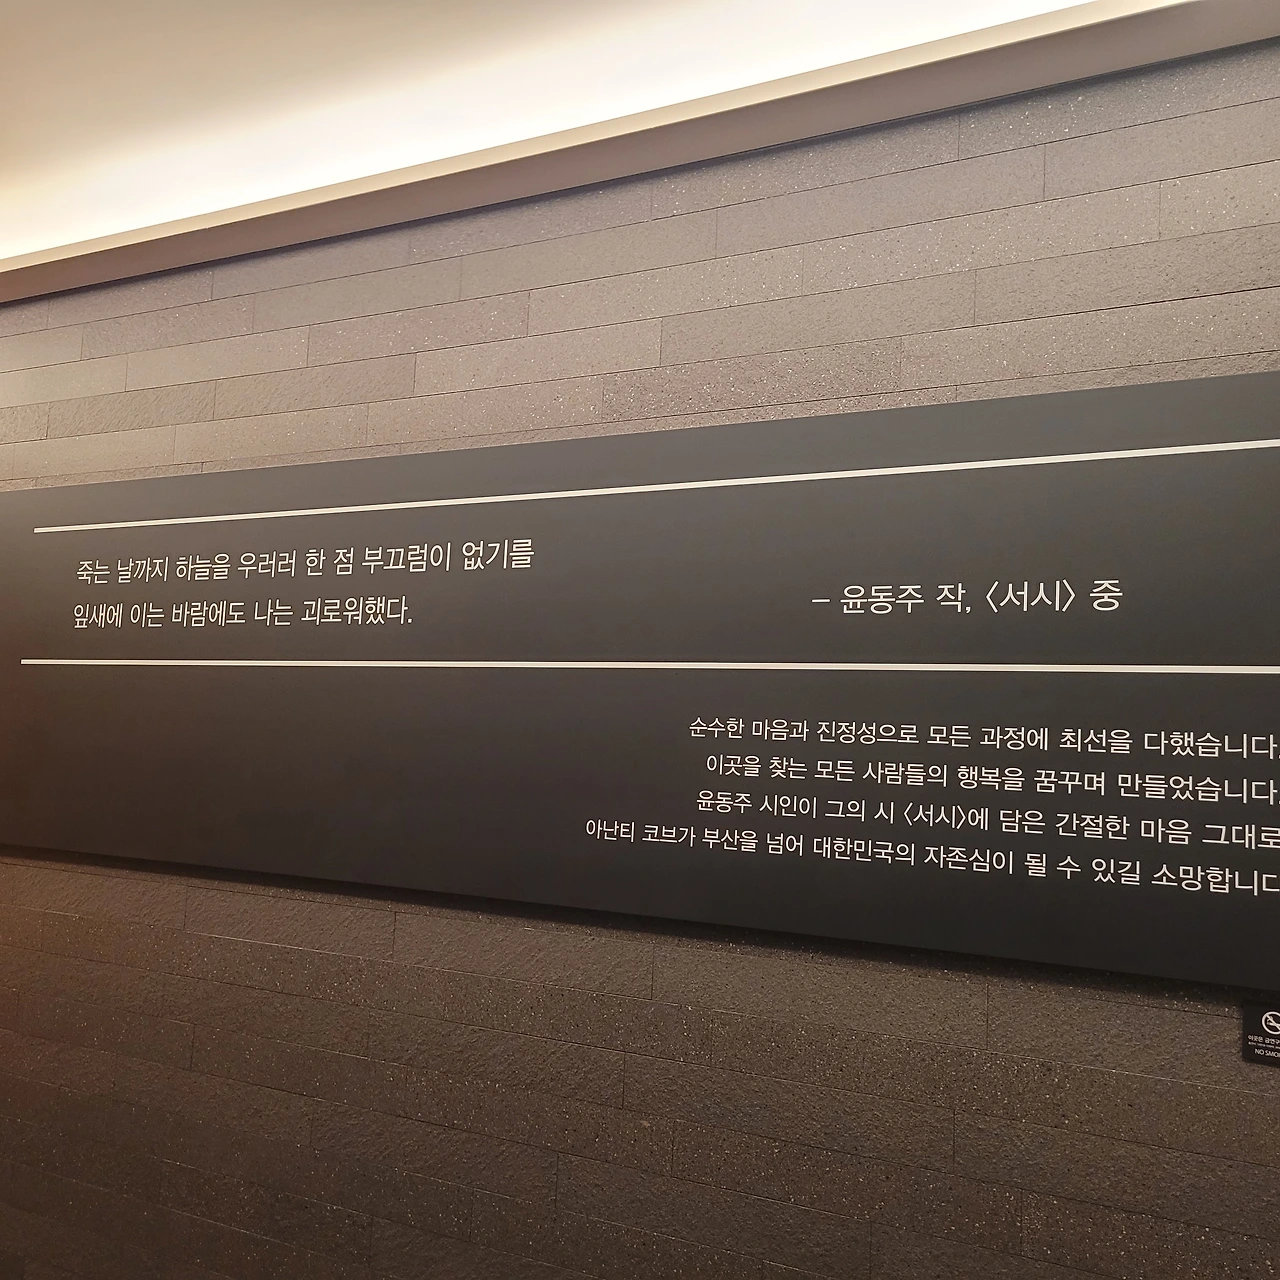 죽는 날까지 하늘을 우러러 한 점 부끄럼이 없기를
잎새에 이는 바람에도 나는 괴로워했다.
– 윤동주 작, 〈서시〉 중
순수한 마음과 진정성으로 모든 과정에 최선을 다했습니다.
이곳을 찾는 모든 사람들의 행복을 꿈꾸며 만들었습니다.
윤동주 시인이 그의 시 〈서시〉에 담은 간절한 마음 그대로
아난티 코브가 부산을 넘어 대한민국의 자존심이 될 수 있길 소망합니다
이곳은 금연구
NO SMO